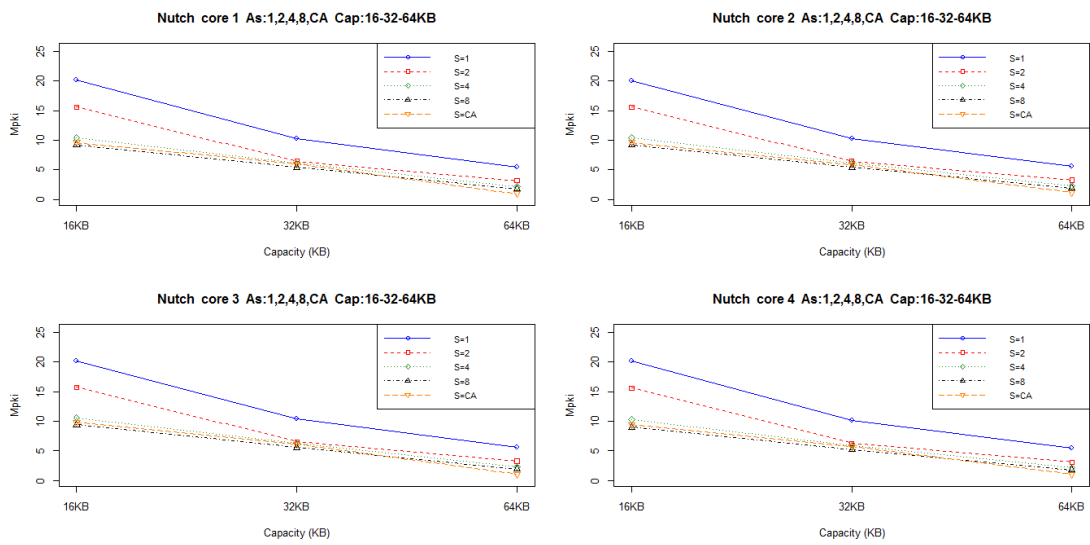 Nutch core 1 As:1,2,4,8,CA Cap:16-32-64KB
25
20
15
10
5
0
Mpki
S=1
S=2
S=4
S=8
S=CA
16KB
32KB
64KB
Capacity (KB)
Nutch core 2 As:1,2,4,8,CA Cap:16-32-64KB
25
20
15
10
5
0
Mpki
S=1
S=2
S=4
S=8
S=CA
16KB
32KB
64KB
Capacity (KB)
Nutch core 3 As:1,2,4,8,CA Cap:16-32-64KB
25
20
15
10
5
0
Mpki
S=1
S=2
S=4
S=8
S=CA
16KB
32KB
64KB
Capacity (KB)
Nutch core 4 As:1,2,4,8,CA Cap:16-32-64KB
25
20
15
10
5
0
Mpki
S=1
S=2
S=4
S=8
S=CA
16KB
32KB
64KB
Capacity (KB)